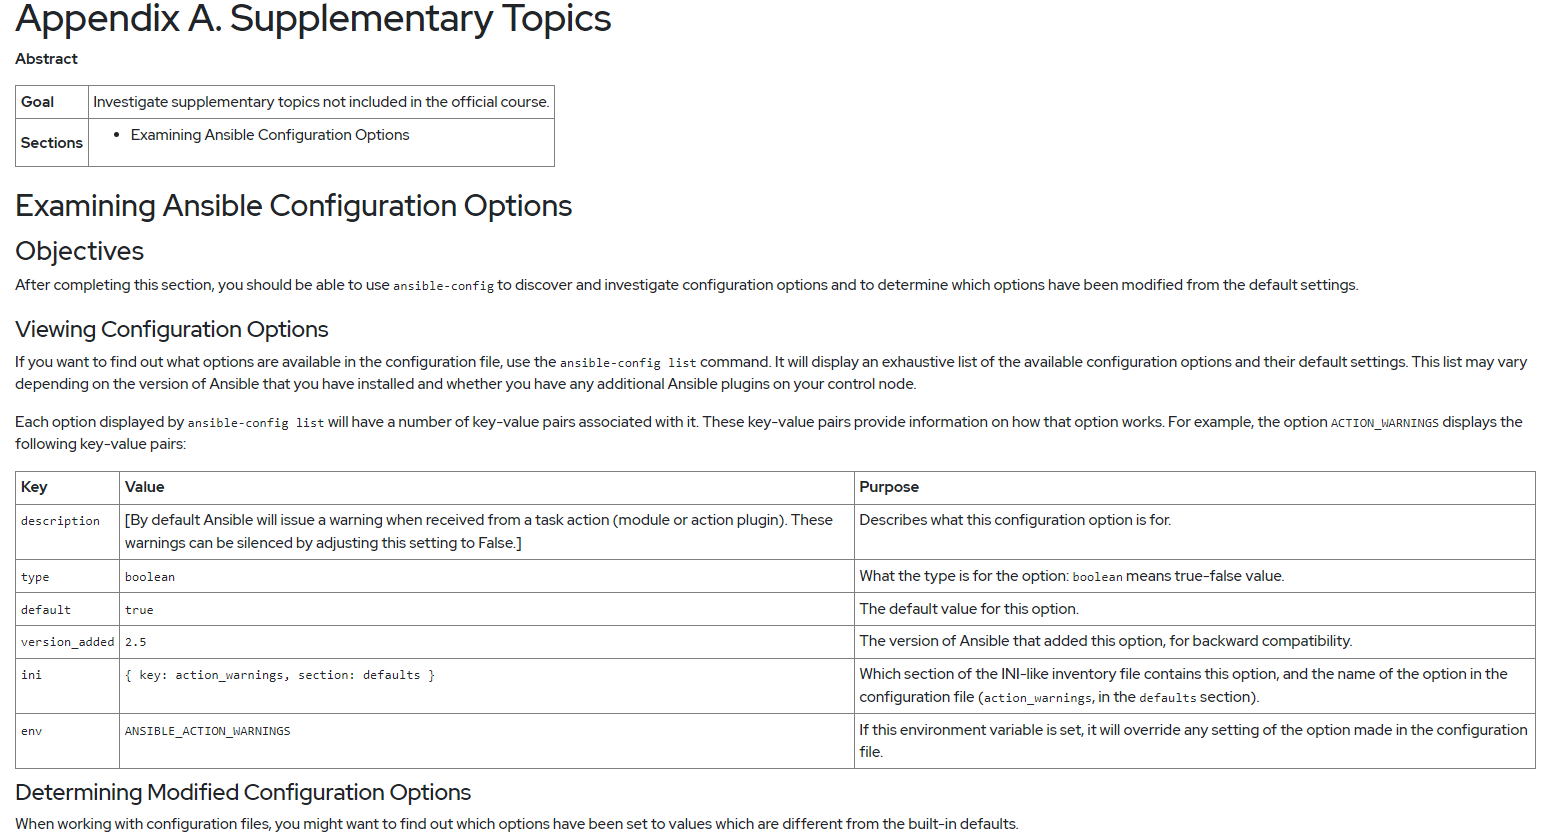 Appendix A. Supplementary Topics
Abstract
Goal Investigate supplementary topics not included in the official course.
Sections • Examining Ansible Configuration Options
Examining Ansible Configuration Options
Objectives
After completing this section, you should be able to use ansible-config to discover and investigate configuration options and to determine which options have been modified from the default settings.
Viewing Configuration Options
If you want to find out what options are available in the configuration file, use the ansible-config list command. It will display an exhaustive list of the available configuration options and their default settings. This list may vary
depending on the version of Ansible that you have installed and whether you have any additional Ansible plugins on your control node.
Each option displayed by ansible-config list will have a number of key-value pairs associated with it. These key-value pairs provide information on how that option works. For example, the option ACTION_WARNINGS displays the
following key-value pairs:
Key Value Purpose
description [By default Ansible will issue a warning when received from a task action (module or action plugin). These Describes what this configuration option is for.
warnings can be silenced by adjusting this setting to False.]
type boolean What the type is for the option: boolean means true-false value.
default true The default value for this option.
version_added 2.5 The version of Ansible that added this option, for backward compatibility.
ini { key: action_warnings, section: defaults } Which section of the INI-like inventory file contains this option, and the name of the option in the
configuration file (action_warnings, in the defaults section).
env ANSIBLE_ACTION_WARNINGS If this environment variable is set, it will override any setting of the option made in the configuration
file.
Determining Modified Configuration Options
When working with configuration files, you might want to find out which options have been set to values which are different from the built-in defaults.